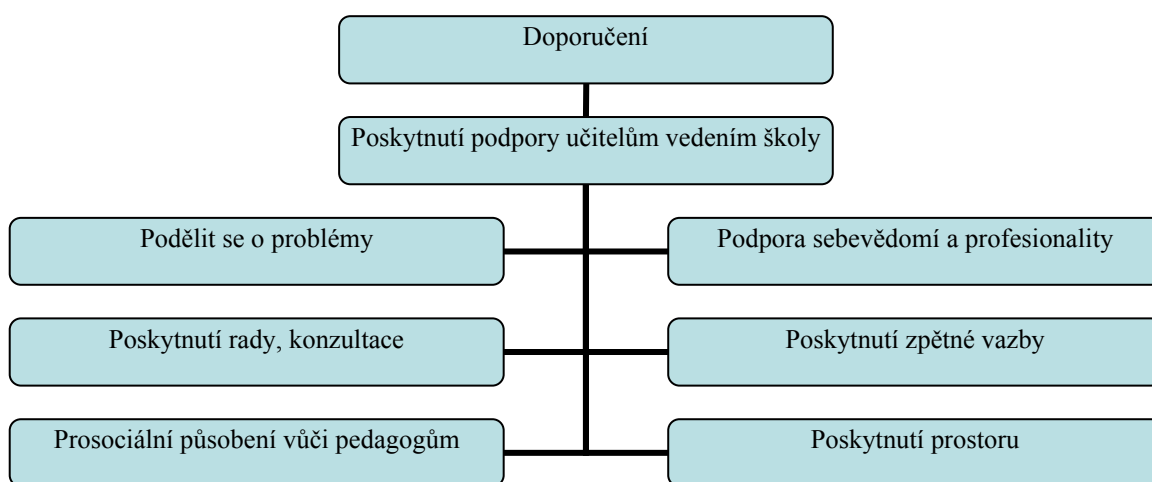 Doporučení
Poskytnutí podpory učitelům vedením školy
Podělit se o problémy
Podpora sebevědomí a profesionality
Poskytnutí rady, konzultace
Poskytnutí zpětné vazby
Prosociální působení vůči pedagogům
Poskytnutí prostoru